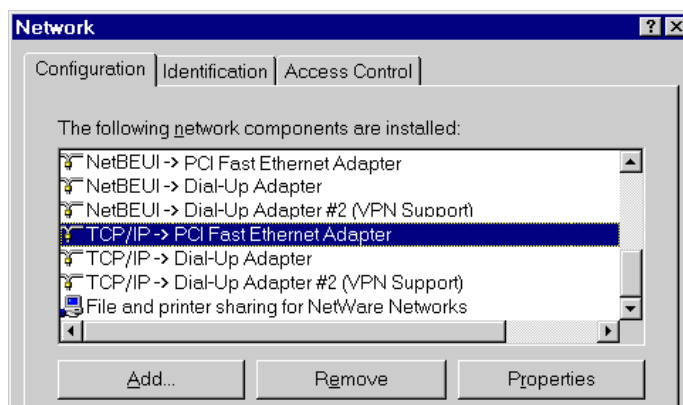 Network
Configuration Identification Access Control
The following network components are installed:
NetBEUI -> PCI Fast Ethernet Adapter
NetBEUI -> Dial-Up Adapter
NetBEUI -> Dial-Up Adapter #2 (VPN Support)
TCP/IP -> PCI Fast Ethernet Adapter
TCP/IP -> Dial-Up Adapter
TCP/IP -> Dial-Up Adapter #2 (VPN Support)
File and printer sharing for NetWare Networks
Add... Remove Properties